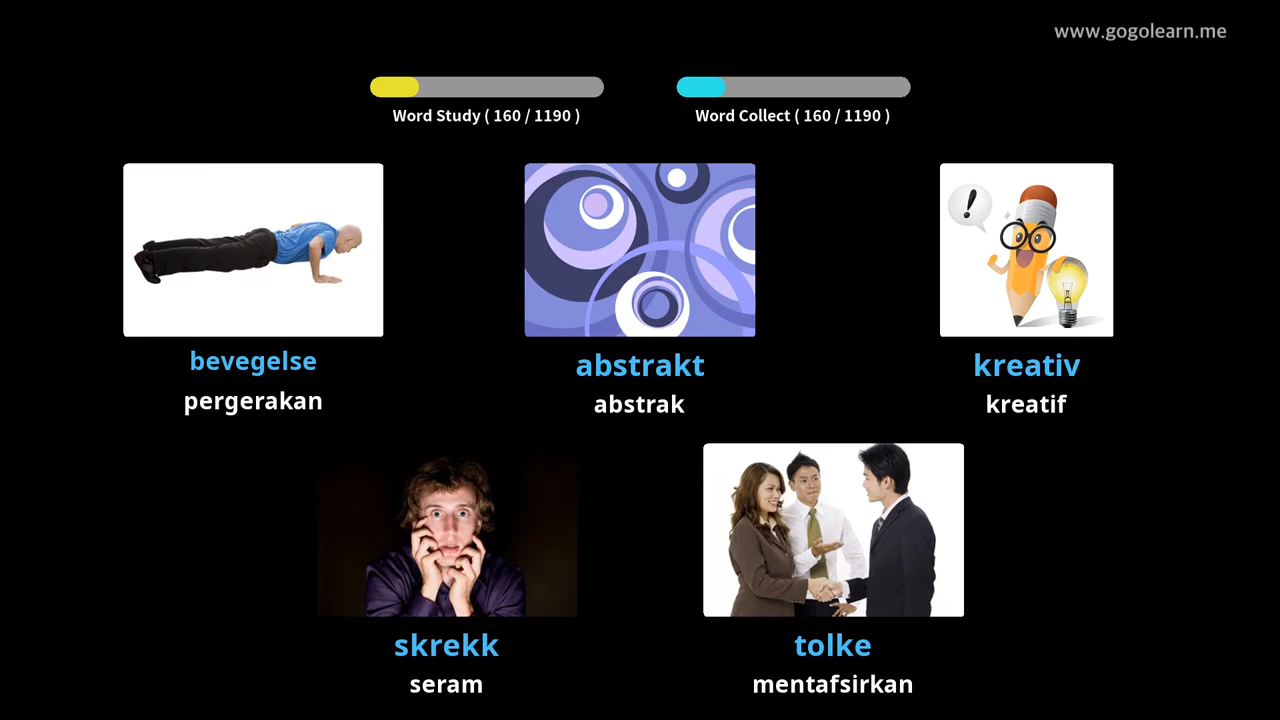 www.gogolearn.me
Word Study ( 160 / 1190 )
Word Collect ( 160 / 1190 )
bevegelse
pergerakan
abstrakt
abstrak
kreativ
kreatif
skrekk
seram
tolke
mentafsirkan